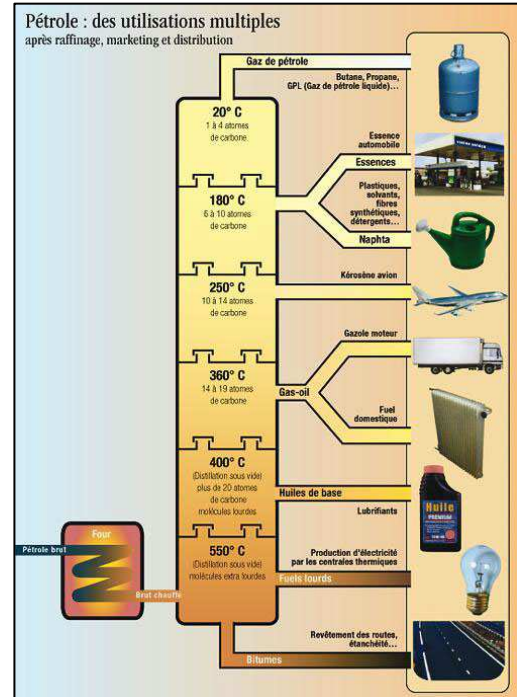 Pétrole : des utilisations multiples
après raffinage, marketing et distribution
Gaz de pétrole
Butane, Propane,
GPL (Gaz de pétrole liquide)...
20° C
1 à 4 atomes
de carbone
Essence
automobile
Essences
180° C
6 à 10 atomes
de carbone
Plastiques,
solvants,
fibres
synthétiques,
détergents...
Naphta
250° C
10 à 14 atomes
de carbone
Kérosène avion
Gazole moteur
360° C
14 à 19 atomes
de carbone
Gas-oil
Fuel
domestique
400° C
(Distillation sous vide)
plus de 20 atomes
de carbone
molécules lourdes
Huiles de base
Lubrifiants
Huile
PREMIUM
Four
Pétrole brut
Brut chauffé
550° C
(Distillation sous vide)
molécules extra lourdes
Production d'électricité
par les centrales thermiques
Fuels lourds
Revêtement des routes,
étanchéité...
Bitumes